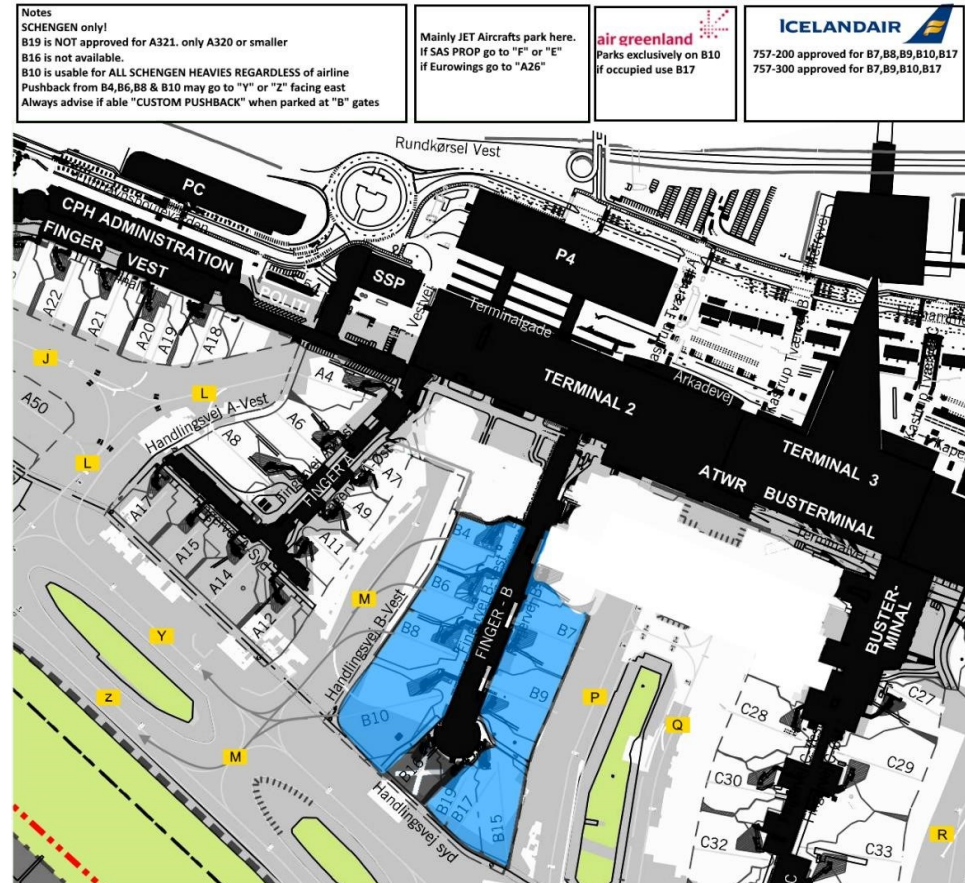 Notes
SCHENGEN only!
B19 is NOT approved for A321. only A320 or smaller
B16 is not available.
B10 is usable for ALL SCHENGEN HEAVIES REGARDLESS of airline
Pushback from B4,B6,B8 & B10 may go to "Y" or "Z" facing east
Always advise if able "CUSTOM PUSHBACK" when parked at "B" gates
Mainly JET Aircrafts park here.
If SAS PROP go to "F" or "E"
if Eurowings go to "A26"
air greenland
Parks exclusively on B10
if occupied use B17
ICELANDAIR
757-200 approved for B7,B8,B9,B10,B17
757-300 approved for B7,B9,B10,B17
Rundkørsel Vest
PC
CPH ADMINISTRATION
FINGER
VEST
POLITI
SSP
Vestvej
P4
Terminalgade
Arkadevej
Kastrup Tværvej B
TERMINAL 2
TERMINAL 3
ATWR BUSTERMINAL
BUSTER-
MINAL
A22
A21
A20
A19
A18
J
L
L
A50
Handlingsvej A-Vest
A4
A6
A8
FINGER A
A7
A9
A11
A17
A15
A14
A12
M
Handlingsvej B-Vest
B4
B6
B8
B10
FINGER - B
B7
B9
B16
B19
B17
B15
Handlingsvej syd
Y
z
M
P
Q
C28
C30
C32
C27
C29
C33
R
C